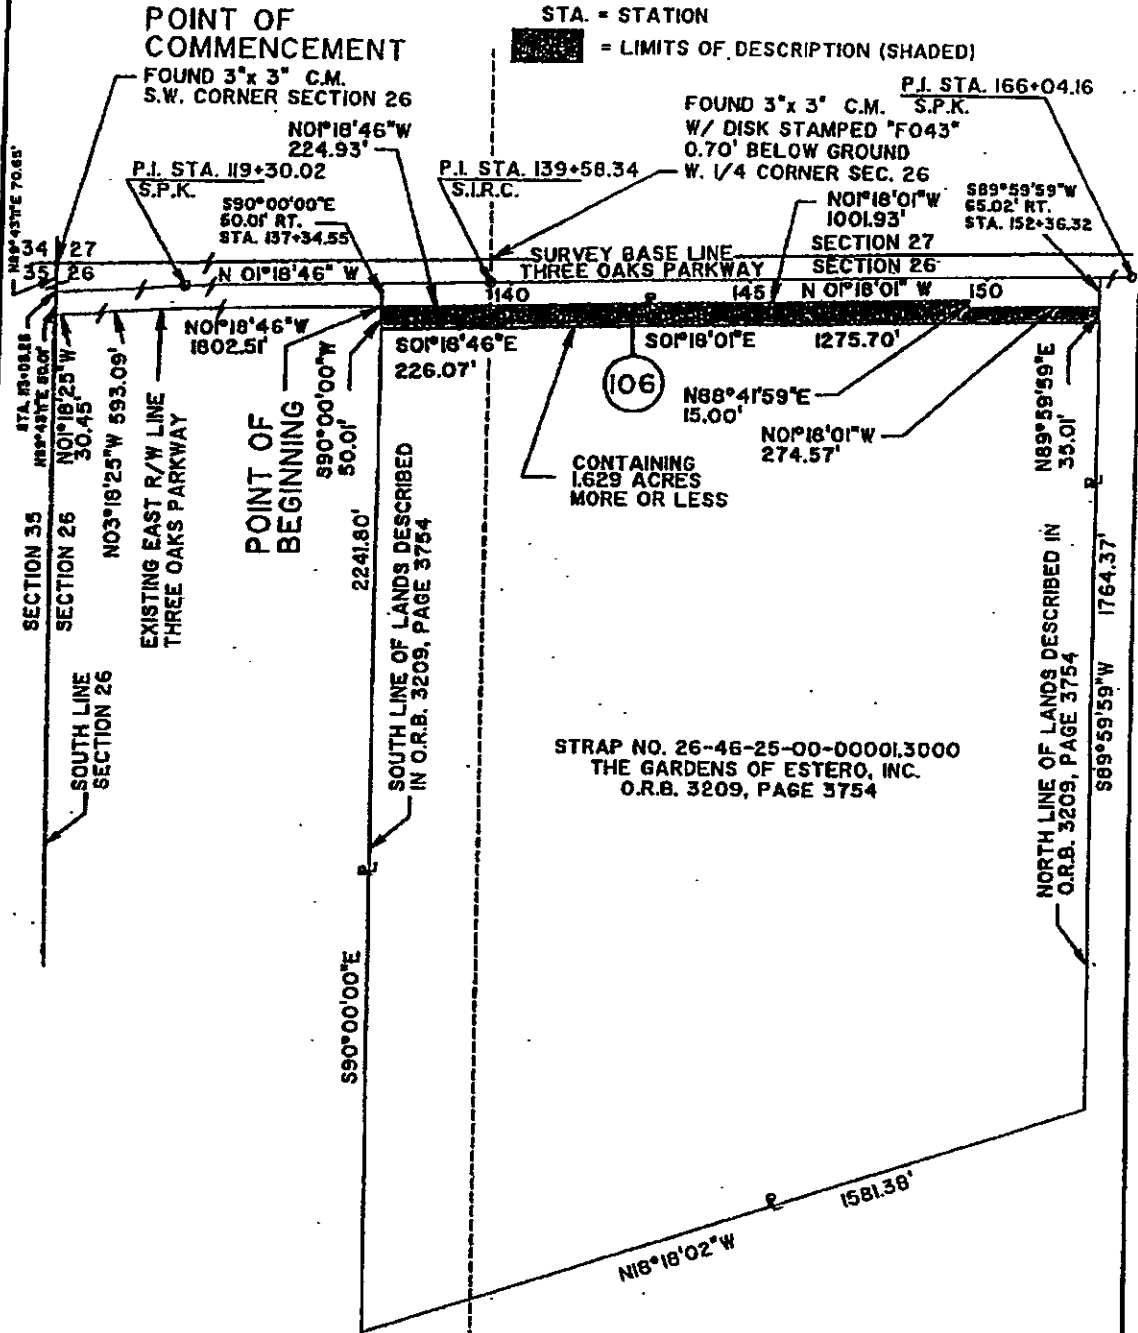 POINT OF
COMMENCEMENT
FOUND 3"x 3" C.M.
S.W. CORNER SECTION 26
STA. = STATION
= LIMITS OF DESCRIPTION (SHADED)
P.I. STA. 166+04.16
S.P.K.
FOUND 3"x 3" C.M.
W/ DISK STAMPED "F043"
0.70' BELOW GROUND
W. 1/4 CORNER SEC. 26
N01°18'46"W
224.93'
P.I. STA. 119+30.02
S.P.K.
P.I. STA. 139+58.34
S.I.R.C.
S90°00'00"E
60.01' RT.
STA. 137+34.55
N01°18'01"W
1001.93'
S89°59'59"W
65.02' RT.
STA. 152+36.32
N89°43'11"E 70.65'
34 27
35 26
SURVEY BASE LINE
THREE OAKS PARKWAY
SECTION 27
SECTION 26
N 01°18'46" W
140
145
N 01°18'01" W
150
N01°18'46"W
1802.51'
S01°18'46"E
226.07'
S01°18'01"E
1275.70'
106
N88°41'59"E
15.00'
N01°18'01"W
274.57'
N89°59'59"E
35.01'
N01°18'25"W
30.45'
N03°18'25"W 593.09'
EXISTING EAST R/W LINE
THREE OAKS PARKWAY
POINT OF
BEGINNING
S90°00'00"W
50.01'
CONTAINING
1.629 ACRES
MORE OR LESS
SECTION 35
SECTION 26
2241.80'
SOUTH LINE OF LANDS DESCRIBED
IN O.R.B. 3209, PAGE 3754
SOUTH LINE
SECTION 26
STRAP NO. 26-46-25-00-00001.3000
THE GARDENS OF ESTERO, INC.
O.R.B. 3209, PAGE 3754
NORTH LINE OF LANDS DESCRIBED IN
O.R.B. 3209, PAGE 3754
1764.37'
S89°59'59"W
S90°00'00"E
N18°18'02"W
1581.38'